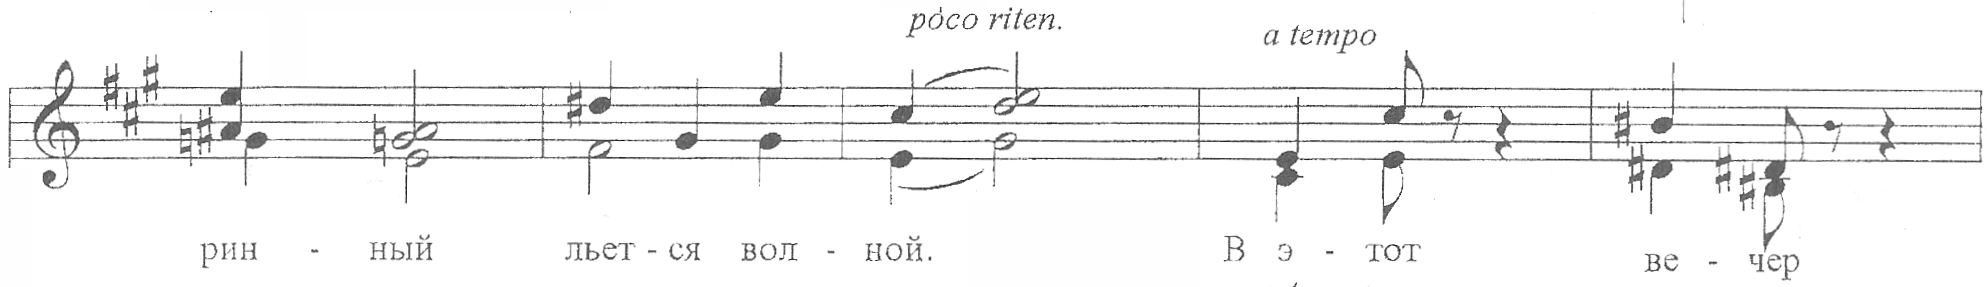 poco riten.
a tempo
рин - ный льет - ся вол - ной. В э - тот ве - чер